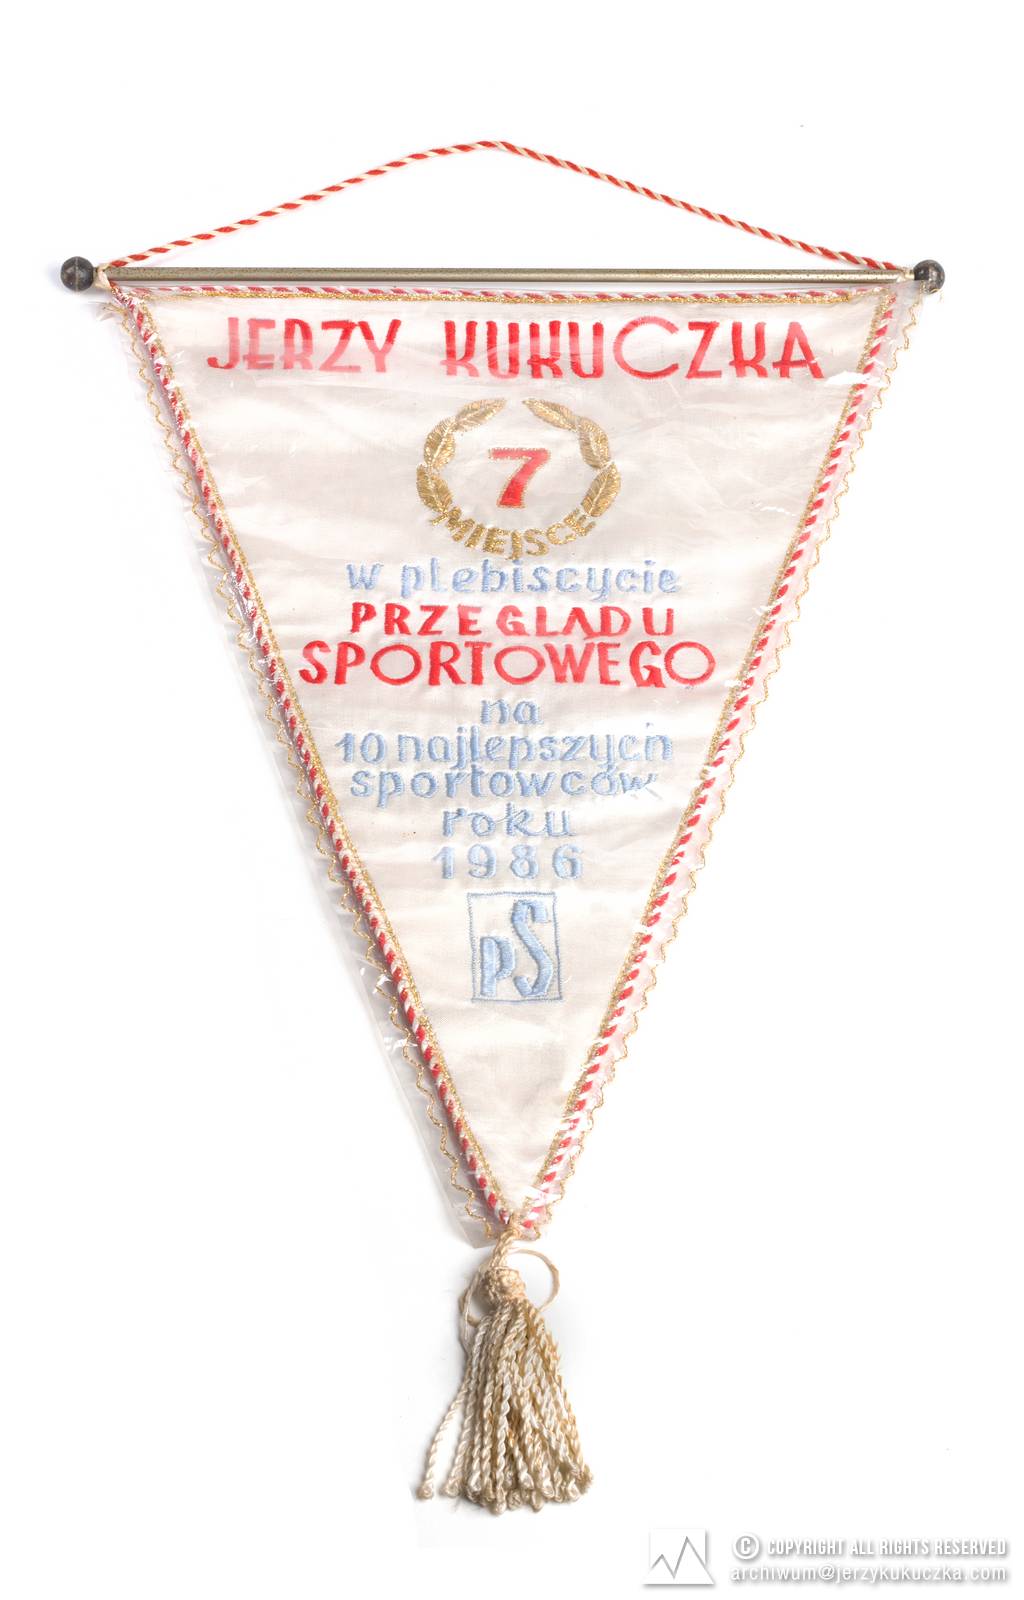 JERZY KUKUCZKA
7
MIEJSCE
w plebiscycie
PRZEGLĄDU
SPORTOWEGO
na
10 najlepszych
sportowców
roku
1986
PS
© COPYRIGHT ALL RIGHTS RESERVED
archiwum@jerzykukuczka.com